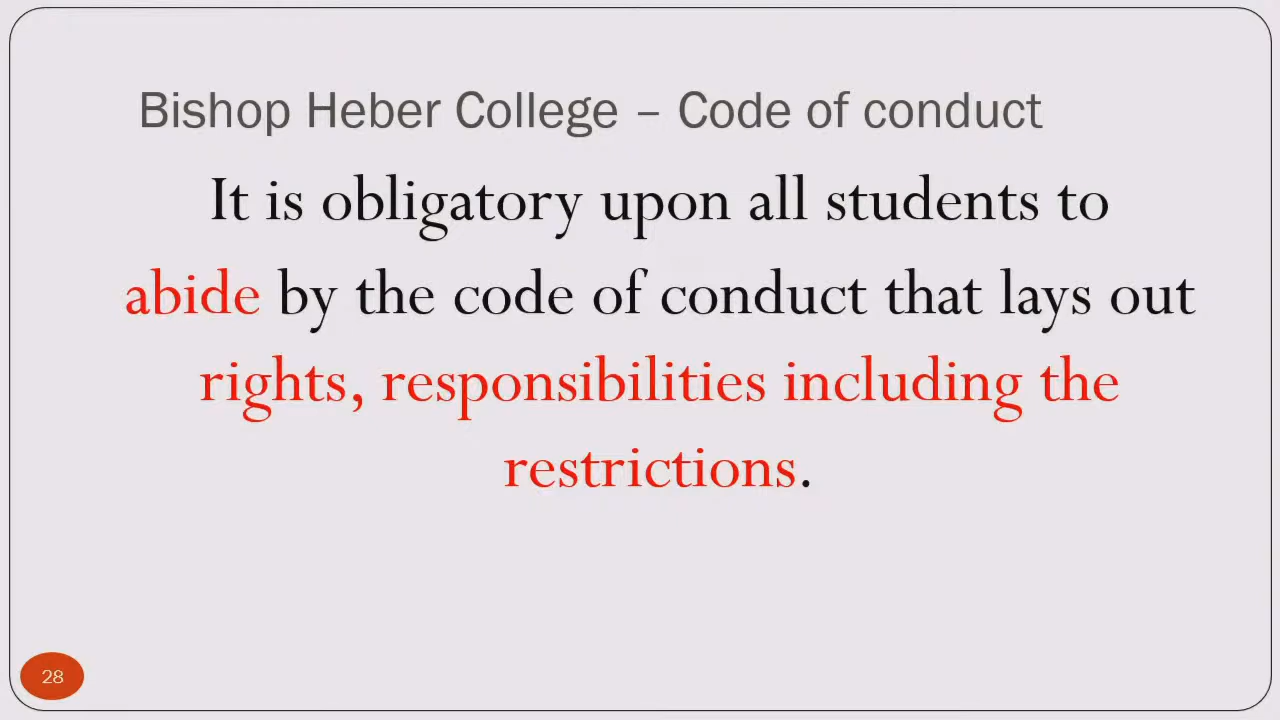 Bishop Heber College – Code of conduct
It is obligatory upon all students to
abide by the code of conduct that lays out
rights, responsibilities including the
restrictions.
28